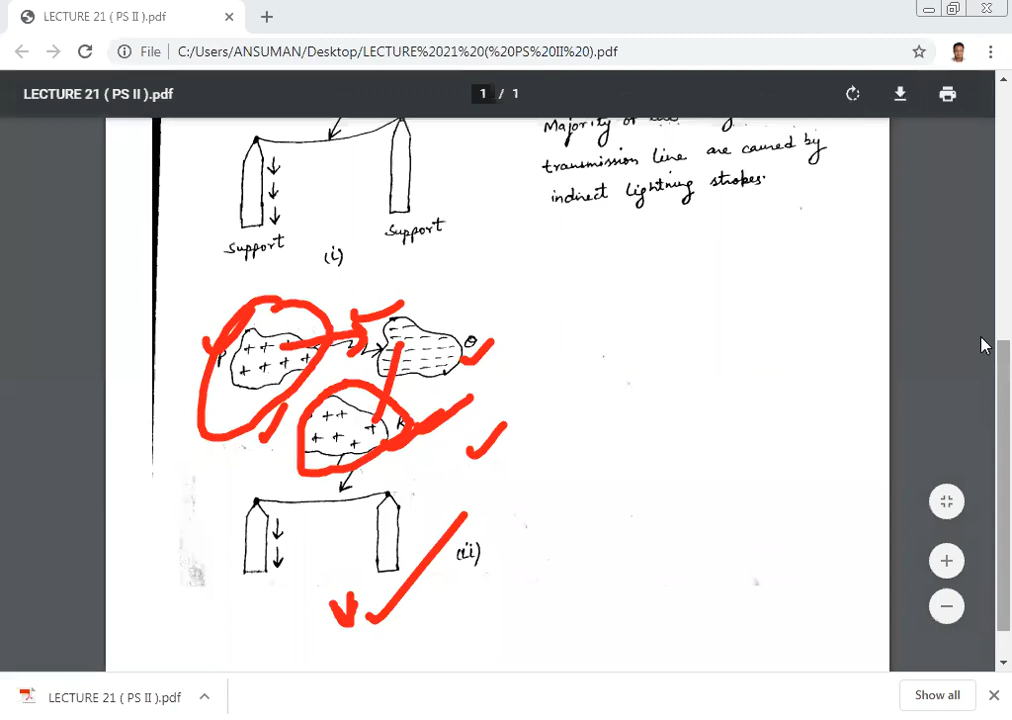 LECTURE 21 ( PS II ).pdf
File
C:/Users/ANSUMAN/Desktop/LECTURE%2021%20(%20PS%20II%20).pdf
LECTURE 21 ( PS II ).pdf
1 / 1
Majority of
transmission line are caused by
indirect lightning strokes.
Support
Support
(i)
P
Q
R
(ii)
LECTURE 21 ( PS II ).pdf
Show all